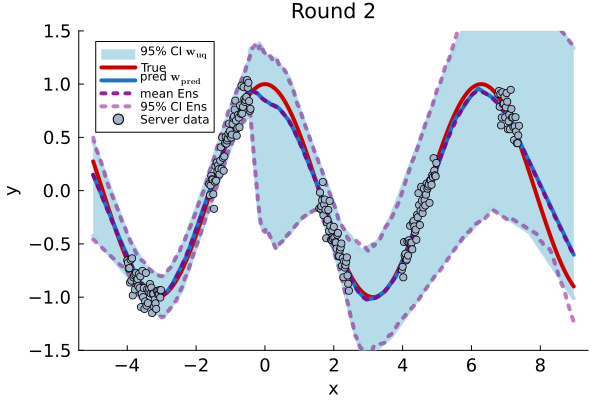 Round 2
95% CI w_uq
True
pred w_pred
mean Ens
95% CI Ens
Server data
y
1.5
1.0
0.5
0.0
−0.5
−1.0
−1.5
−4 −2 0 2 4 6 8
x